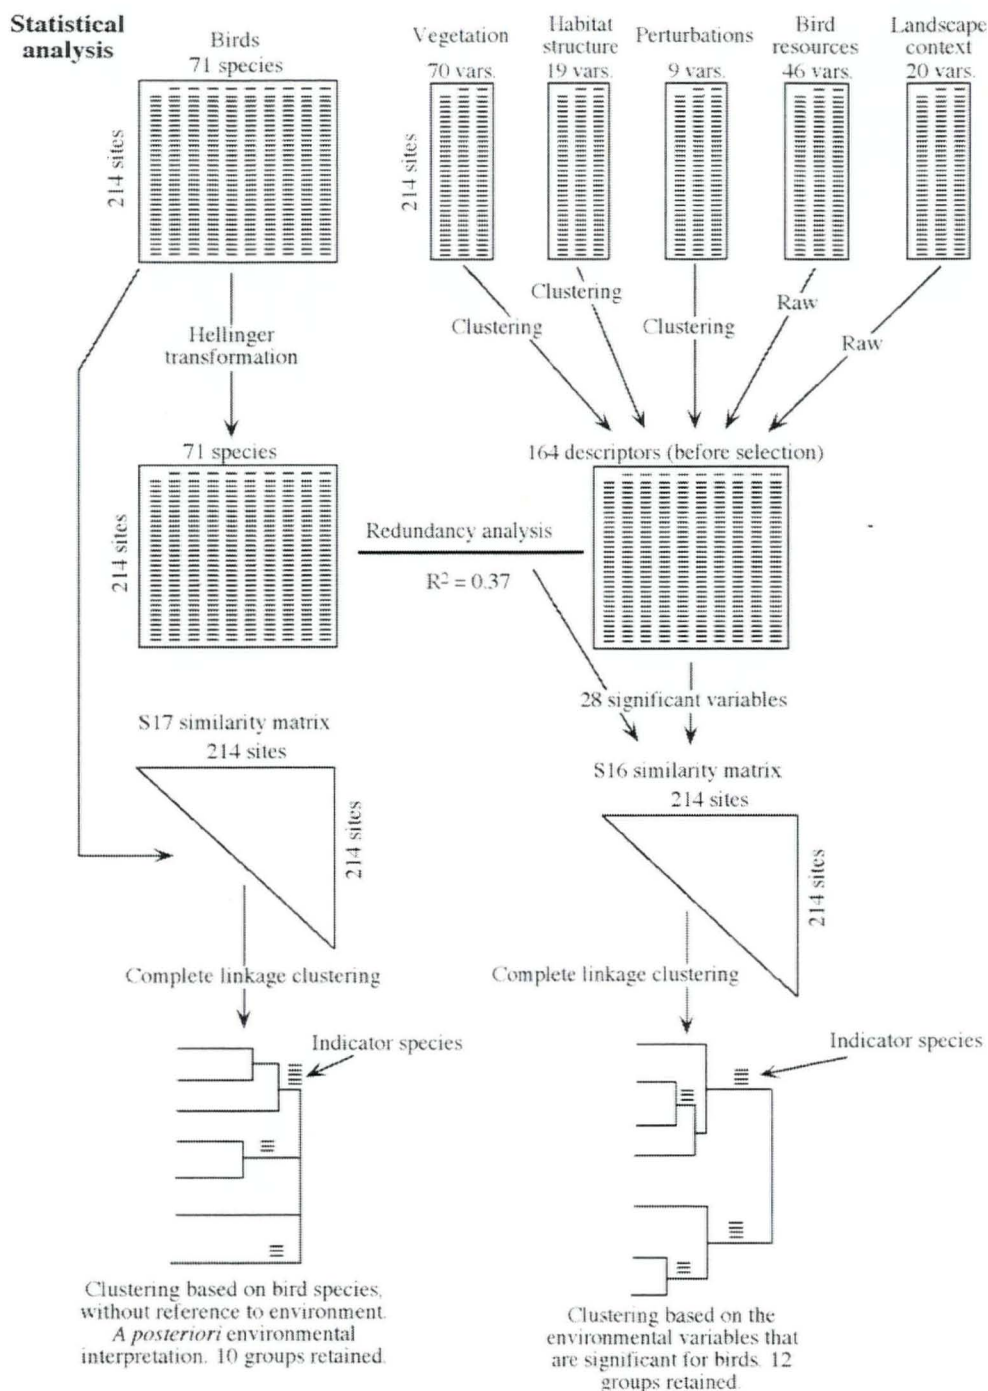 Statistical
analysis
Birds
71 species
214 sites
Vegetation
70 vars.
Habitat
structure
19 vars.
Perturbations
9 vars.
Bird
resources
46 vars.
Landscape
context
20 vars.
214 sites
Hellinger
transformation
Clustering
Clustering
Clustering
Raw
Raw
71 species
214 sites
164 descriptors (before selection)
Redundancy analysis
R² = 0.37
28 significant variables
S17 similarity matrix
214 sites
214 sites
S16 similarity matrix
214 sites
214 sites
Complete linkage clustering
Complete linkage clustering
Indicator species
Indicator species
Clustering based on bird species,
without reference to environment.
A posteriori environmental
interpretation. 10 groups retained.
Clustering based on the
environmental variables that
are significant for birds. 12
groups retained.